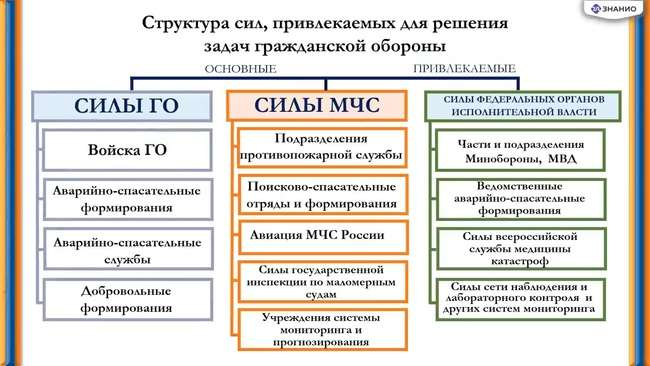 ЗНАНИО
Структура сил, привлекаемых для решения
задач гражданской обороны
ОСНОВНЫЕ
ПРИВЛЕКАЕМЫЕ
СИЛЫ ГО
Войска ГО
Аварийно-спасательные
формирования
Аварийно-спасательные
службы
Добровольные
формирования
СИЛЫ МЧС
Подразделения
противопожарной службы
Поисково-спасательные
отряды и формирования
Авиация МЧС России
Силы государственной
инспекции по маломерным
судам
Учреждения системы
мониторинга и
прогнозирования
СИЛЫ ФЕДЕРАЛЬНЫХ ОРГАНОВ
ИСПОЛНИТЕЛЬНОЙ ВЛАСТИ
Части и подразделения
Минобороны, МВД
Ведомственные
аварийно-спасательные
формирования
Силы всероссийской
службы медицины
катастроф
Силы сети наблюдения и
лабораторного контроля и
других систем мониторинга